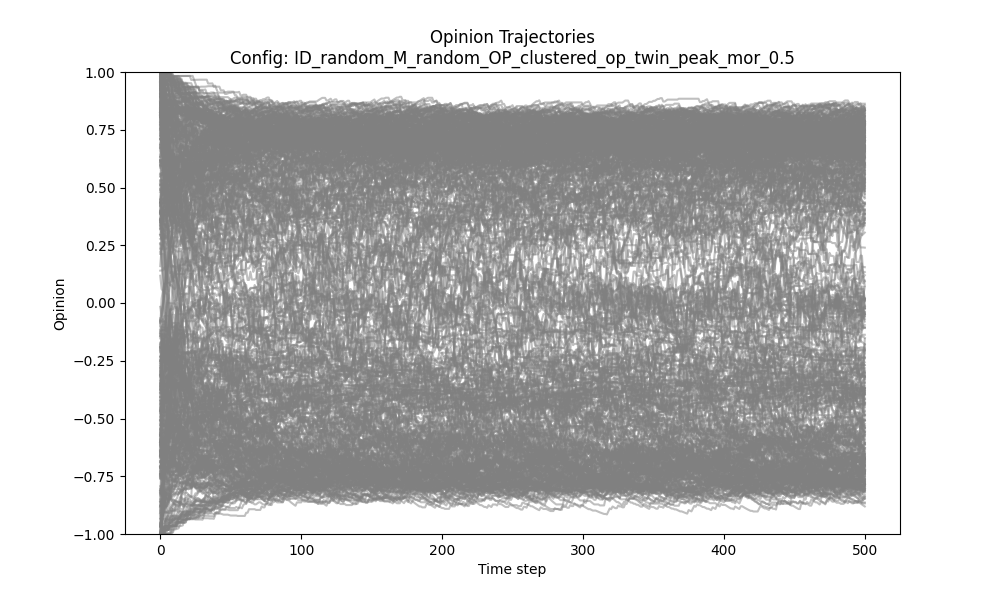 Opinion Trajectories
Config: ID_random_M_random_OP_clustered_op_twin_peak_mor_0.5
1.00
0.75
0.50
0.25
0.00
−0.25
−0.50
−0.75
−1.00
Opinion
0 100 200 300 400 500
Time step